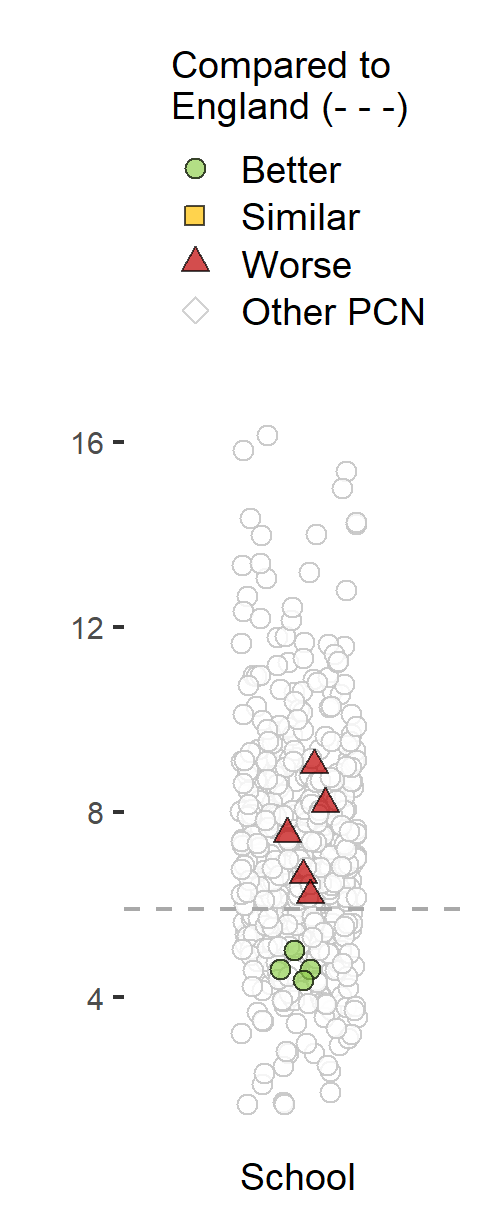 Compared to
England (- - -)
Better
Similar
Worse
Other PCN
16
12
8
4
School